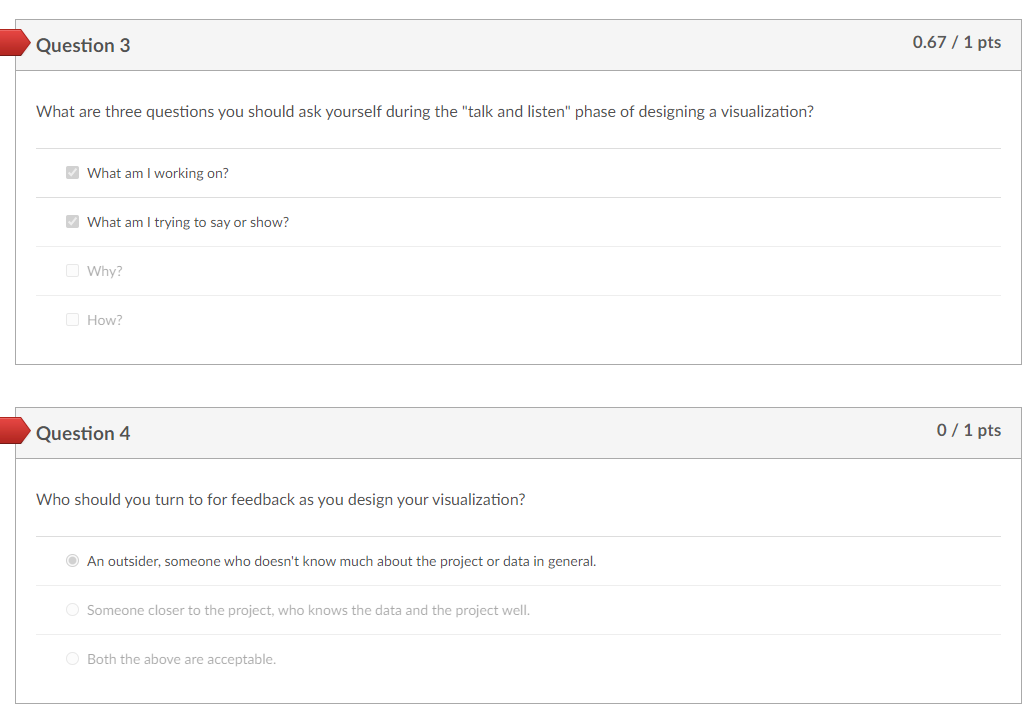 Question 3
0.67 / 1 pts
What are three questions you should ask yourself during the "talk and listen" phase of designing a visualization?
What am I working on?
What am I trying to say or show?
Why?
How?
Question 4
0 / 1 pts
Who should you turn to for feedback as you design your visualization?
An outsider, someone who doesn't know much about the project or data in general.
Someone closer to the project, who knows the data and the project well.
Both the above are acceptable.